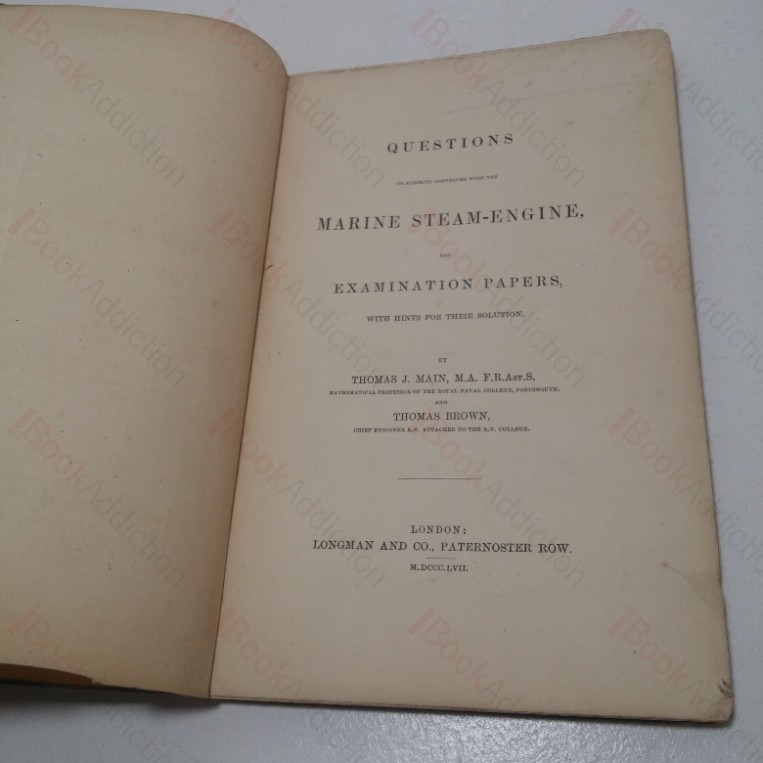 QUESTIONS
ON SUBJECTS CONNECTED WITH THE
MARINE STEAM-ENGINE,
AND
EXAMINATION PAPERS,
WITH HINTS FOR THEIR SOLUTION.
BY
THOMAS J. MAIN, M.A. F.R.AST.S.
MATHEMATICAL PROFESSOR OF THE ROYAL NAVAL COLLEGE, PORTSMOUTH.
AND
THOMAS BROWN,
CHIEF ENGINEER R.N. ATTACHED TO THE R.N. COLLEGE.
LONDON:
LONGMAN AND CO., PATERNOSTER ROW.
M.DCCC.LVII.
BookAddiction